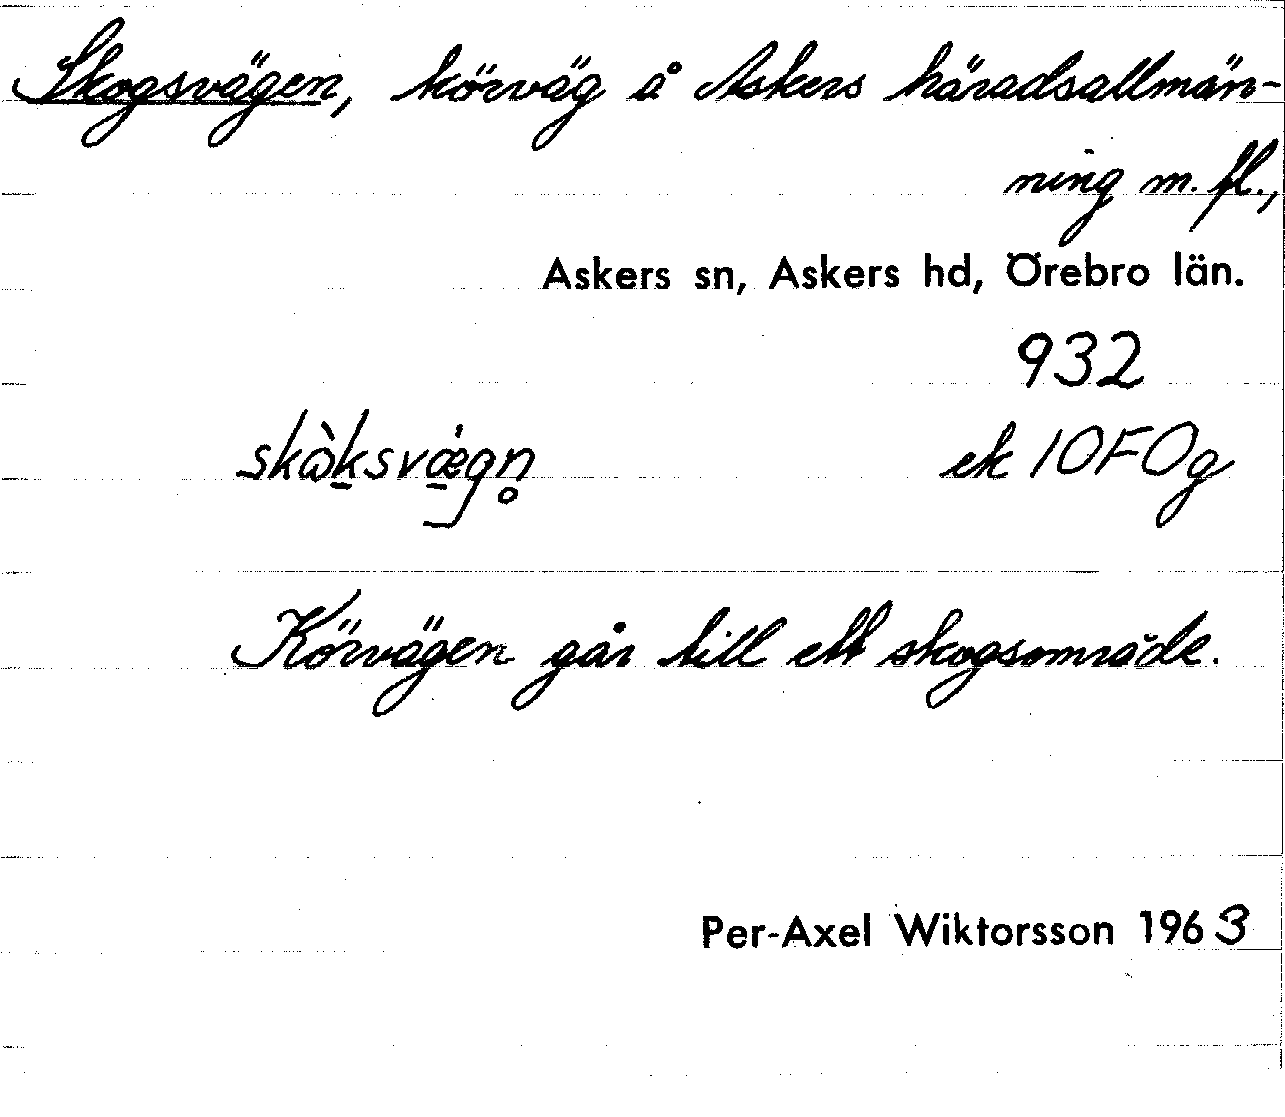 Skogsvägen, körväg å Askers häradsallmän-
ning m. fl.,
Askers sn, Askers hd, Örebro län.
932
ek 10F0g
Körvägen går till ett skogsområde.
Per-Axel Wiktorsson 1963